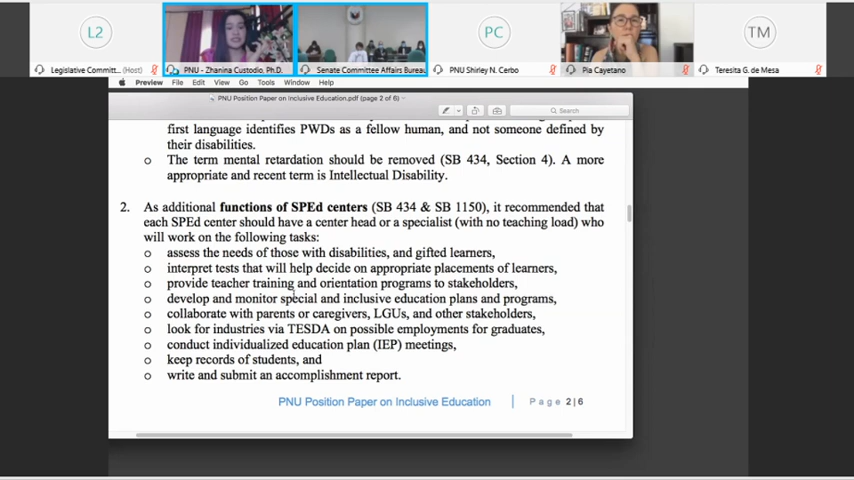 L2
PC
TM
Legislative Committ... (Host)
PNU - Zhanina Custodio, Ph.D.
Senate Committee Affairs Bureau
PNU Shirley N. Cerbo
Pia Cayetano
Teresita G. de Mesa
Preview File Edit View Go Tools Window Help
PNU Position Paper on Inclusive Education.pdf (page 2 of 6)
Search
first language identifies PWDs as a fellow human, and not someone defined by
their disabilities.
o The term mental retardation should be removed (SB 434, Section 4). A more
appropriate and recent term is Intellectual Disability.
2. As additional functions of SPEd centers (SB 434 & SB 1150), it recommended that
each SPEd center should have a center head or a specialist (with no teaching load) who
will work on the following tasks:
o assess the needs of those with disabilities, and gifted learners,
o interpret tests that will help decide on appropriate placements of learners,
o provide teacher training and orientation programs to stakeholders,
o develop and monitor special and inclusive education plans and programs,
o collaborate with parents or caregivers, LGUs, and other stakeholders,
o look for industries via TESDA on possible employments for graduates,
o conduct individualized education plan (IEP) meetings,
o keep records of students, and
o write and submit an accomplishment report.
PNU Position Paper on Inclusive Education | Page 2|6